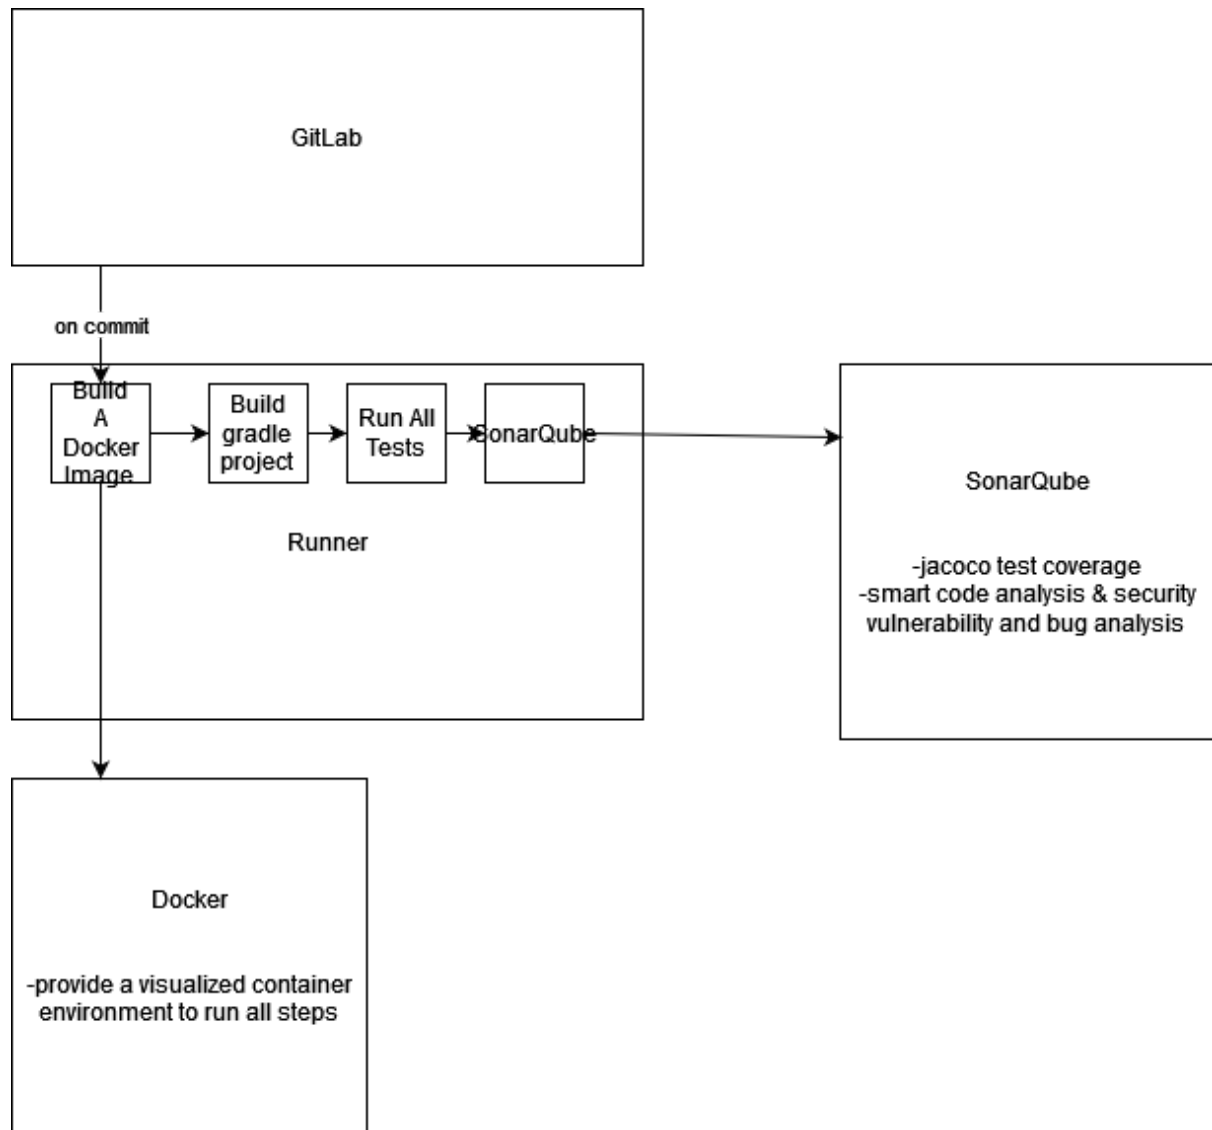 GitLab
on commit
Build
A
Docker
Image
Build
gradle
project
Run All
Tests
SonarQube
Runner
SonarQube
-jacoco test coverage
-smart code analysis & security
vulnerability and bug analysis
Docker
-provide a visualized container
environment to run all steps